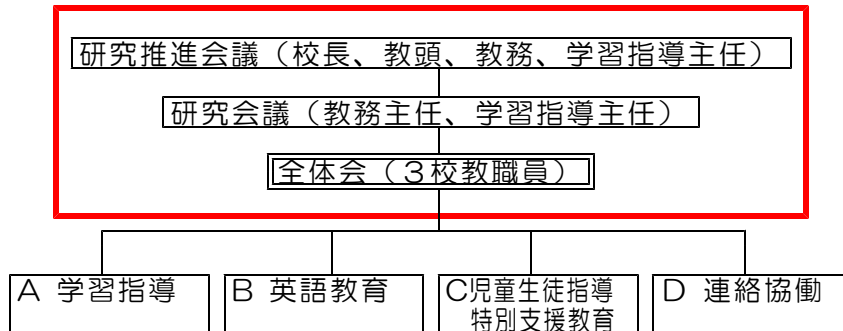 研究推進会議（校長、教頭、教務、学習指導主任）
研究会議（教務主任、学習指導主任）
全体会（３校教職員）
A 学習指導
B 英語教育
C児童生徒指導
特別支援教育
D 連絡協働